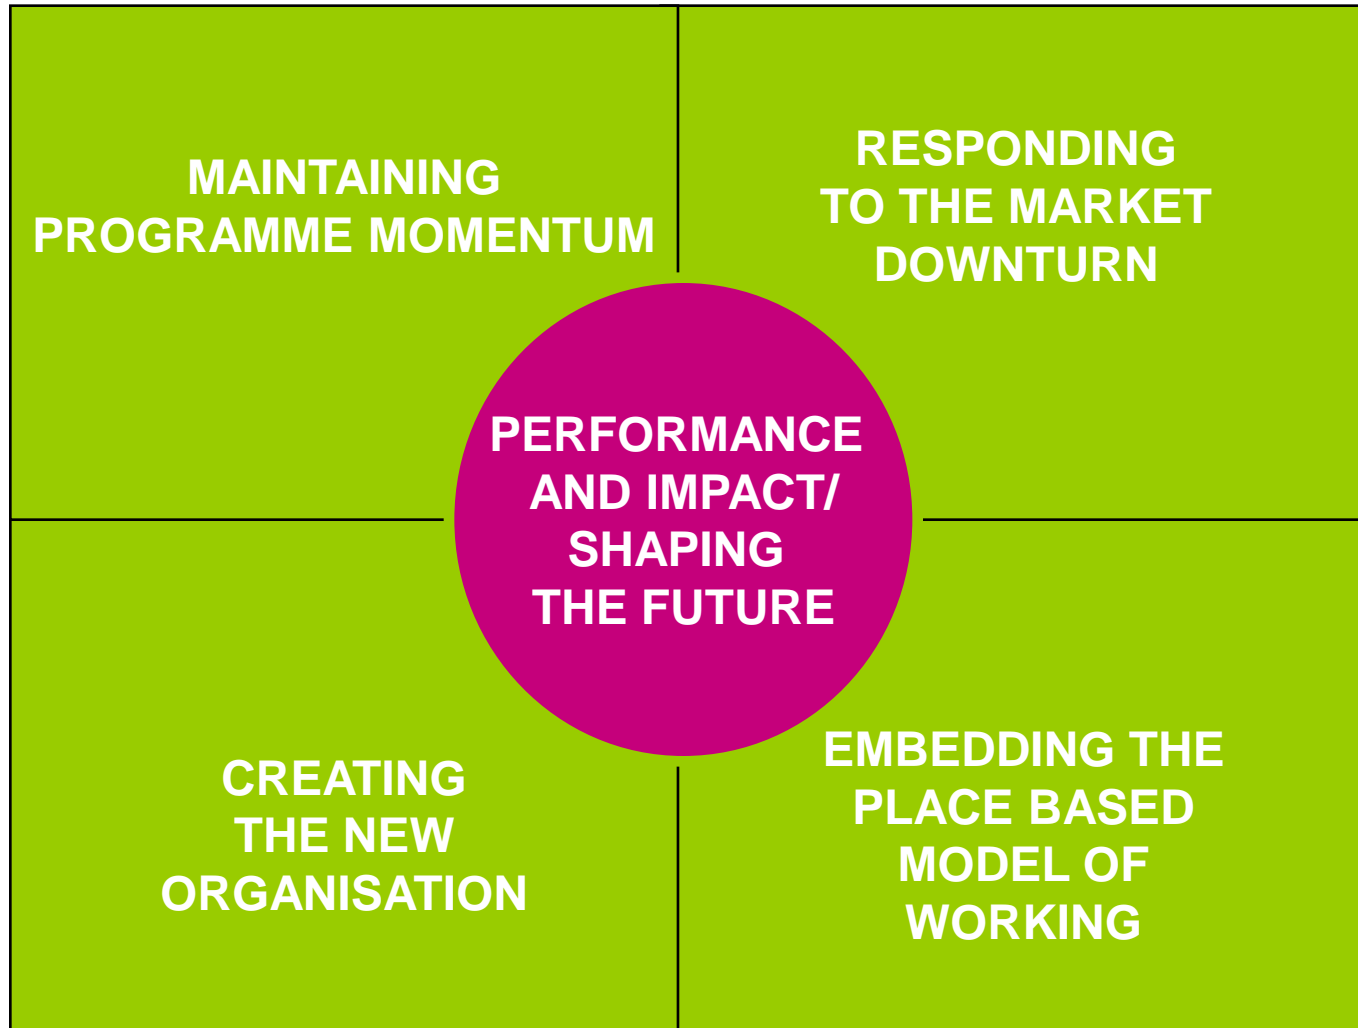 MAINTAINING
PROGRAMME MOMENTUM
RESPONDING
TO THE MARKET
DOWNTURN
PERFORMANCE
AND IMPACT/
SHAPING
THE FUTURE
CREATING
THE NEW
ORGANISATION
EMBEDDING THE
PLACE BASED
MODEL OF
WORKING